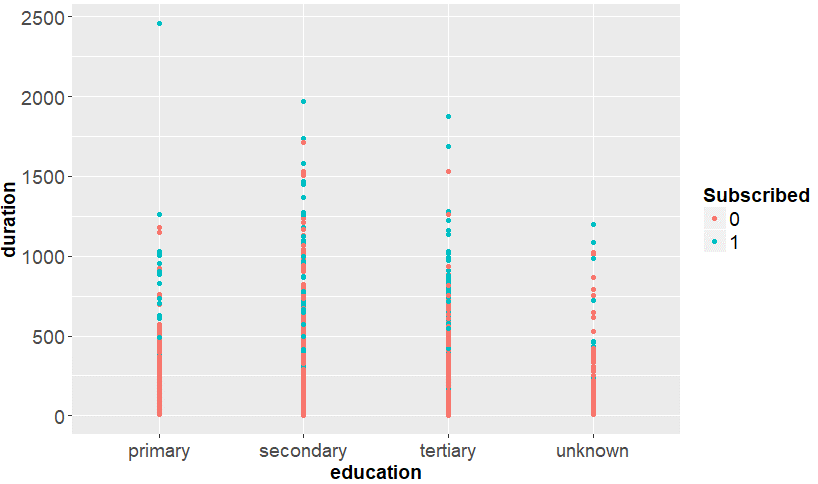 2500
2000
1500
1000
500
0
duration
primary
secondary
tertiary
unknown
education
Subscribed
0
1